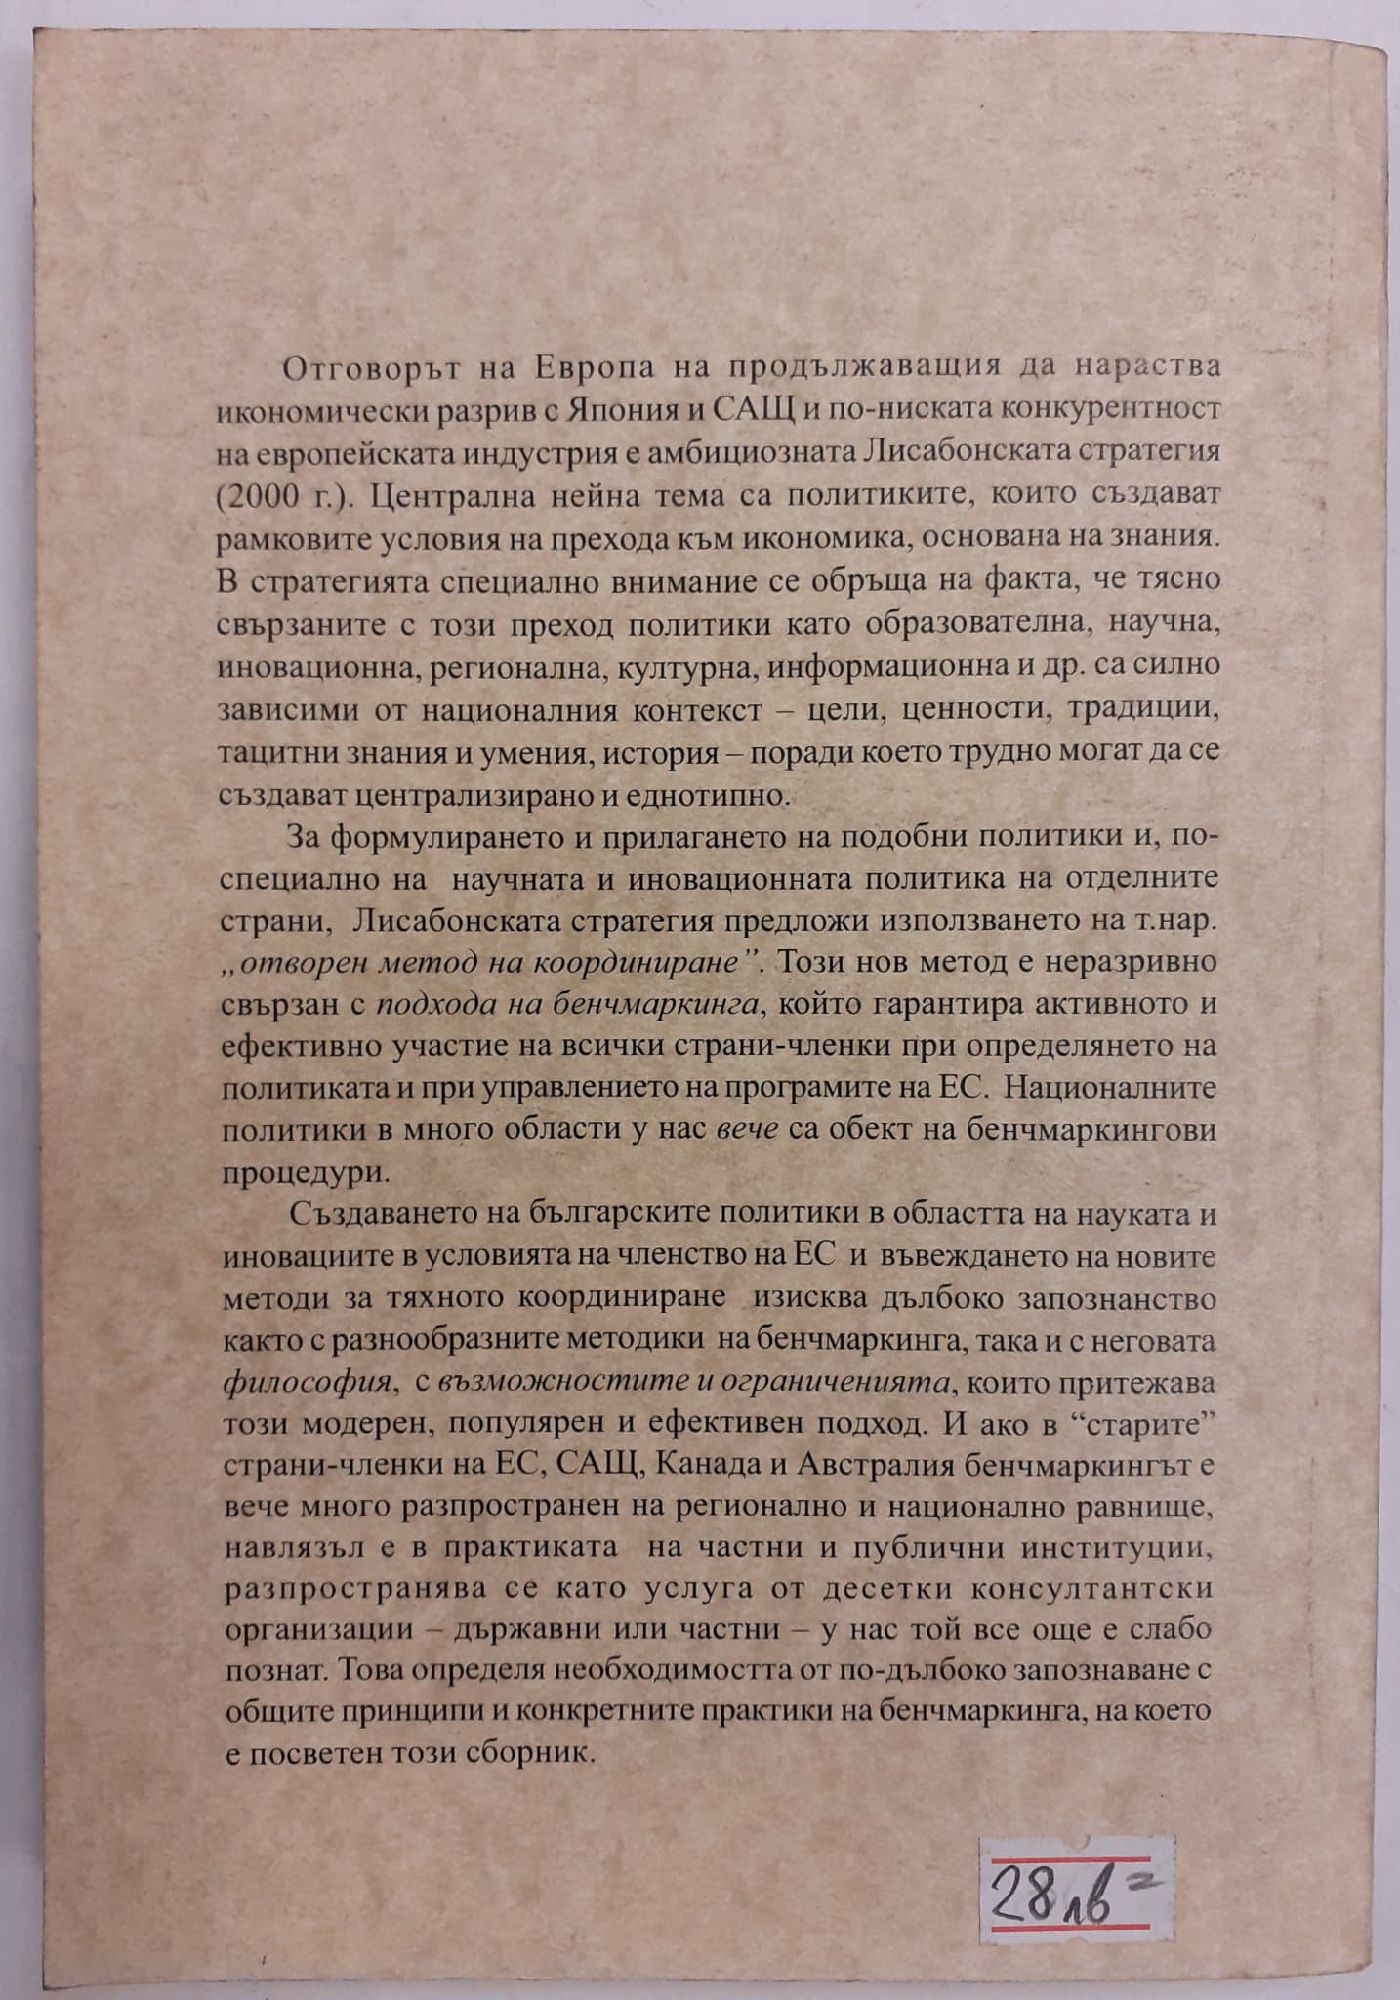 Отговорът на Европа на продължаващия да нараства
икономически разрив с Япония и САЩ и по-ниската конкурентност
на европейската индустрия е амбициозната Лисабонската стратегия
(2000 г.). Централна нейна тема са политиките, които създават
рамковите условия на прехода към икономика, основана на знания.
В стратегията специално внимание се обръща на факта, че тясно
свързаните с този преход политики като образователна, научна,
иновационна, регионална, културна, информационна и др. са силно
зависими от националния контекст – цели, ценности, традиции,
тацитни знания и умения, история – поради което трудно могат да се
създават централизирано и еднотипно.
За формулирането и прилагането на подобни политики и, по-
специално на научната и иновационната политика на отделните
страни, Лисабонската стратегия предложи използването на т.нар.
„отворен метод на координиране”. Този нов метод е неразривно
свързан с подхода на бенчмаркинга, който гарантира активното и
ефективно участие на всички страни-членки при определянето на
политиката и при управлението на програмите на ЕС. Националните
политики в много области у нас вече са обект на бенчмаркингови
процедури.
Създаването на българските политики в областта на науката и
иновациите в условията на членство на ЕС и въвеждането на новите
методи за тяхното координиране изисква дълбоко запознанство
както с разнообразните методики на бенчмаркинга, така и с неговата
философия, с възможностите и ограниченията, които притежава
този модерен, популярен и ефективен подход. И ако в “старите”
страни-членки на ЕС, САЩ, Канада и Австралия бенчмаркингът е
вече много разпространен на регионално и национално равнище,
навлязъл е в практиката на частни и публични институции,
разпространява се като услуга от десетки консултантски
организации – държавни или частни – у нас той все още е слабо
познат. Това определя необходимостта от по-дълбоко запознаване с
общите принципи и конкретните практики на бенчмаркинга, на което
е посветен този сборник.
28 лв =